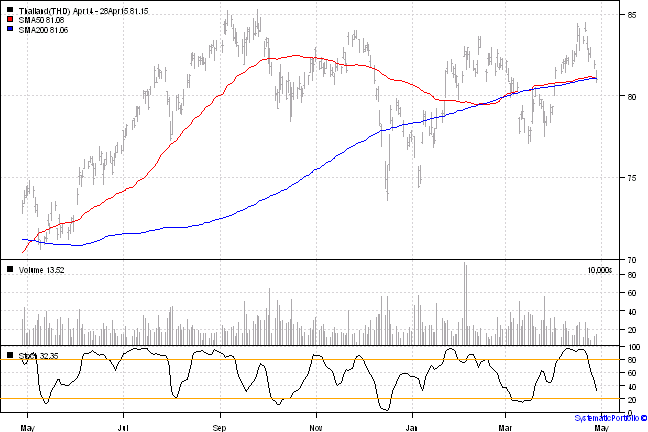 Thailand(THD) Apr14 - 28Apr15 81.15
SMA50 81.08
SMA200 81.06
85
80
75
70
Volume 13.52
10,000s
80
60
40
20
Stoch 32.35
100
80
60
40
20
0
May
Jul
Sep
Nov
Jan
Mar
May
SystematicPortfolio ©